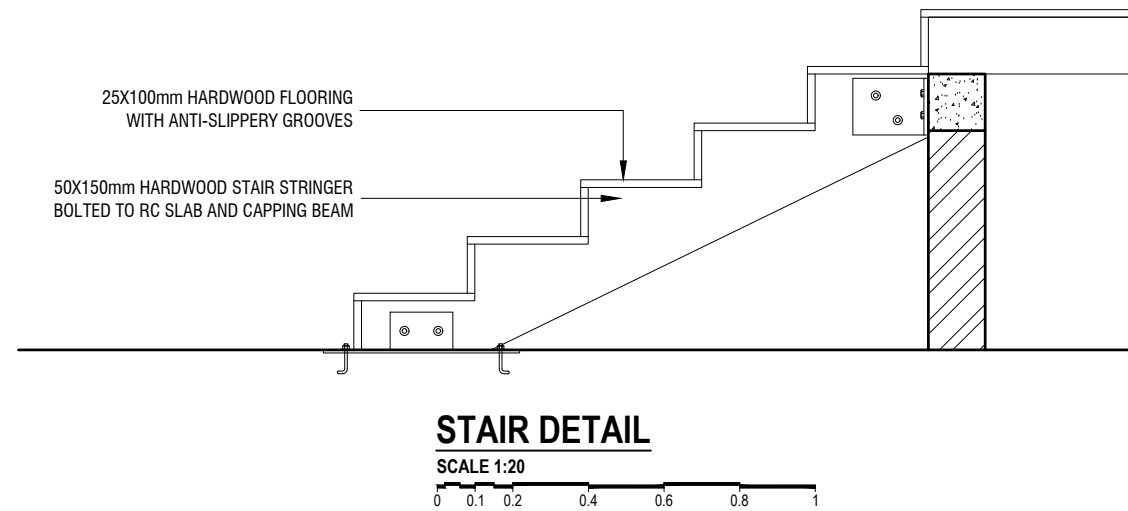 25X100mm HARDWOOD FLOORING
WITH ANTI-SLIPPERY GROOVES
50X150mm HARDWOOD STAIR STRINGER
BOLTED TO RC SLAB AND CAPPING BEAM
STAIR DETAIL
SCALE 1:20
0 0.1 0.2 0.4 0.6 0.8 1